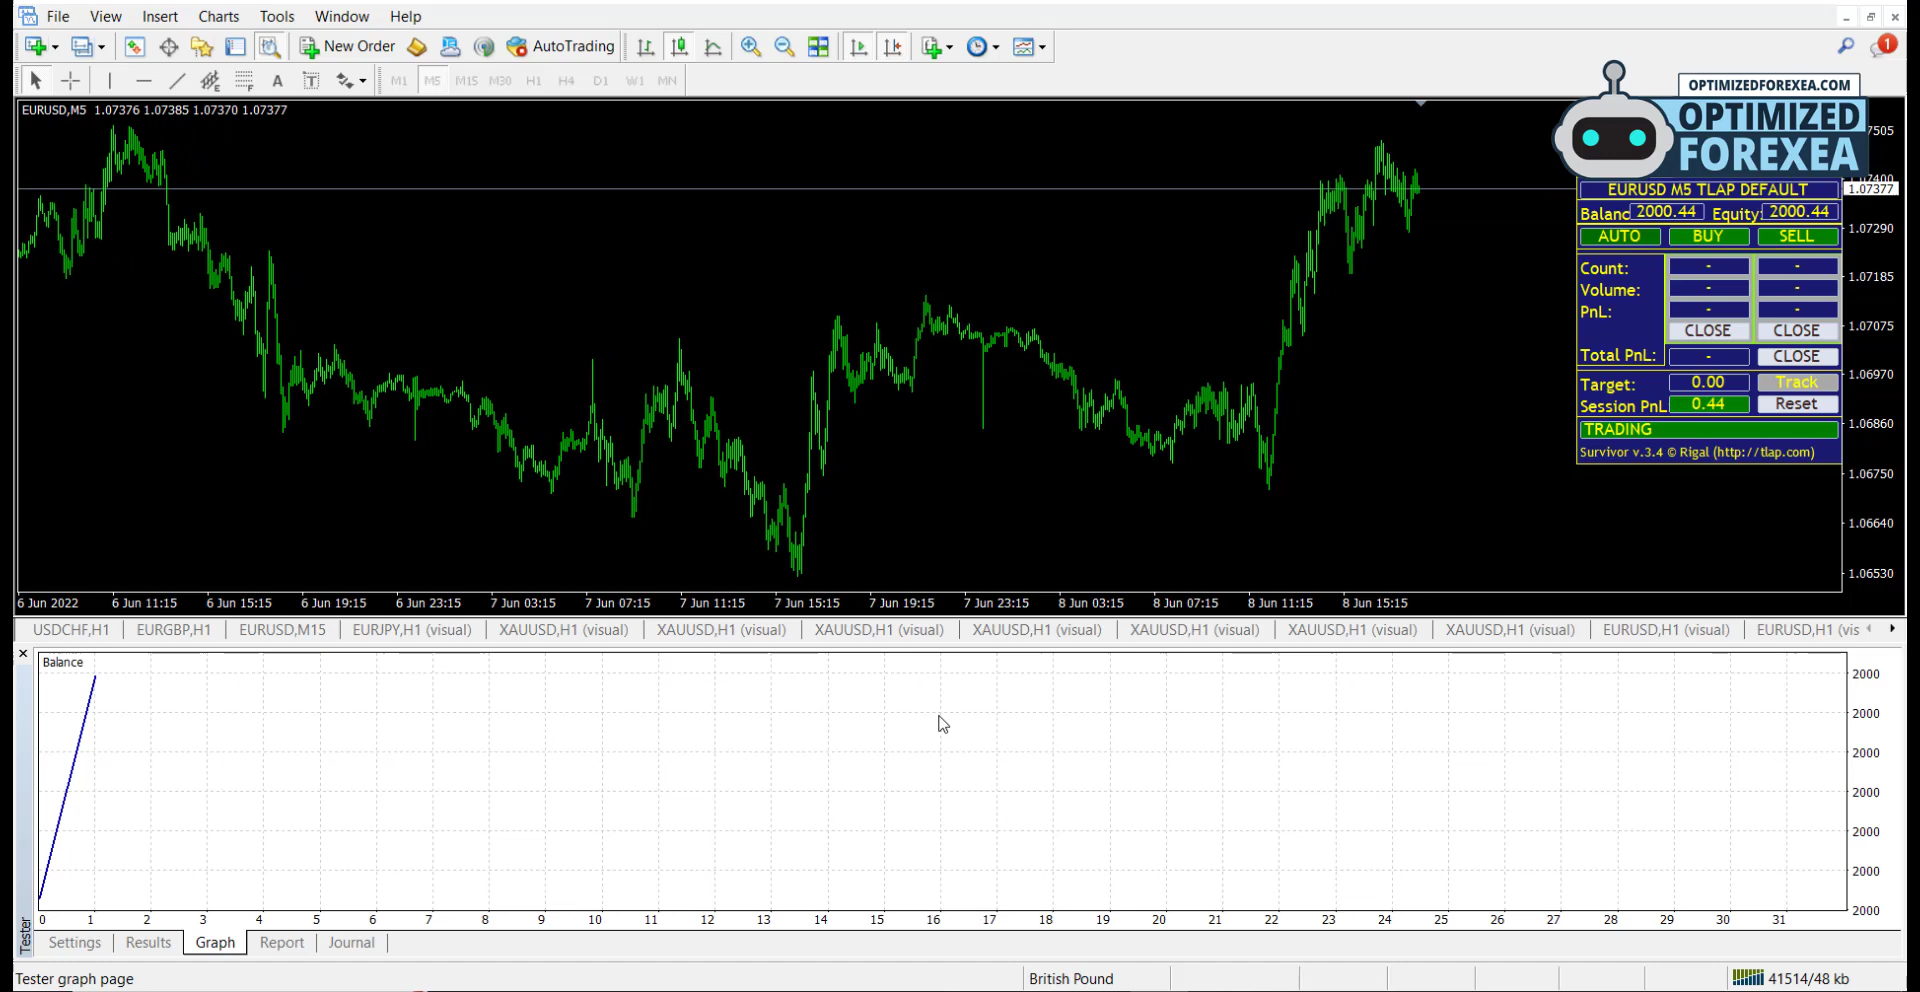 File View Insert Charts Tools Window Help
New Order AutoTrading 1
E F A T M1 M5 M15 M30 H1 H4 D1 W1 MN
OPTIMIZEDFOREXEA.COM
OPTIMIZED
FOREXEA
EURUSD,M5 1.07376 1.07385 1.07370 1.07377
7505
1.07400
1.07377
1.07290
1.07185
1.07075
1.06970
1.06860
1.06750
1.06640
1.06530
EURUSD M5 TLAP DEFAULT
Balanc 2000.44 Equity: 2000.44
AUTO BUY SELL
Count: - -
Volume: - -
PnL: - -
CLOSE CLOSE
Total PnL: - CLOSE
Target: 0.00 Track
Session PnL 0.44 Reset
TRADING
Survivor v.3.4 © Rigal (http://tlap.com)
6 Jun 2022 6 Jun 11:15 6 Jun 15:15 6 Jun 19:15 6 Jun 23:15 7 Jun 03:15 7 Jun 07:15 7 Jun 11:15 7 Jun 15:15 7 Jun 19:15 7 Jun 23:15 8 Jun 03:15 8 Jun 07:15 8 Jun 11:15 8 Jun 15:15
USDCHF,H1 EURGBP,H1 EURUSD,M15 EURJPY,H1 (visual) XAUUSD,H1 (visual) XAUUSD,H1 (visual) XAUUSD,H1 (visual) XAUUSD,H1 (visual) XAUUSD,H1 (visual) XAUUSD,H1 (visual) XAUUSD,H1 (visual) EURUSD,H1 (visual) EURUSD,H1 (vis
Balance
2000
2000
2000
2000
2000
2000
2000
0 1 2 3 4 5 6 7 8 9 10 11 12 13 14 15 16 17 18 19 20 21 22 23 24 25 26 27 28 29 30 31
Tester
Settings Results Graph Report Journal
Tester graph page British Pound 41514/48 kb